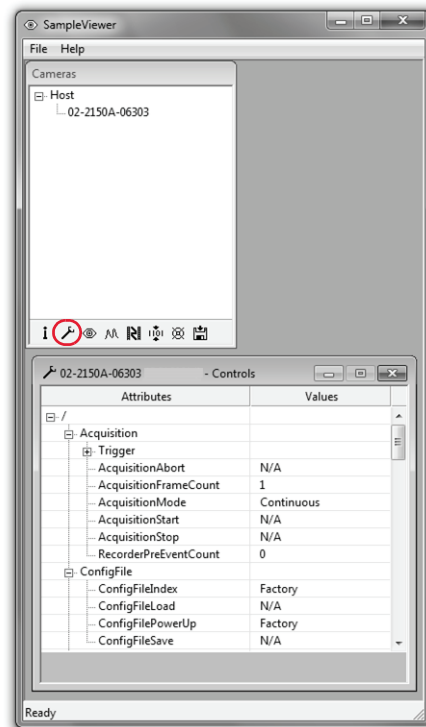 SampleViewer
File Help
Cameras
Host
02-2150A-06303
02-2150A-06303 - Controls
Attributes Values
/
Acquisition
Trigger
AcquisitionAbort N/A
AcquisitionFrameCount 1
AcquisitionMode Continuous
AcquisitionStart N/A
AcquisitionStop N/A
RecorderPreEventCount 0
ConfigFile
ConfigFileIndex Factory
ConfigFileLoad N/A
ConfigFilePowerUp Factory
ConfigFileSave N/A
Ready